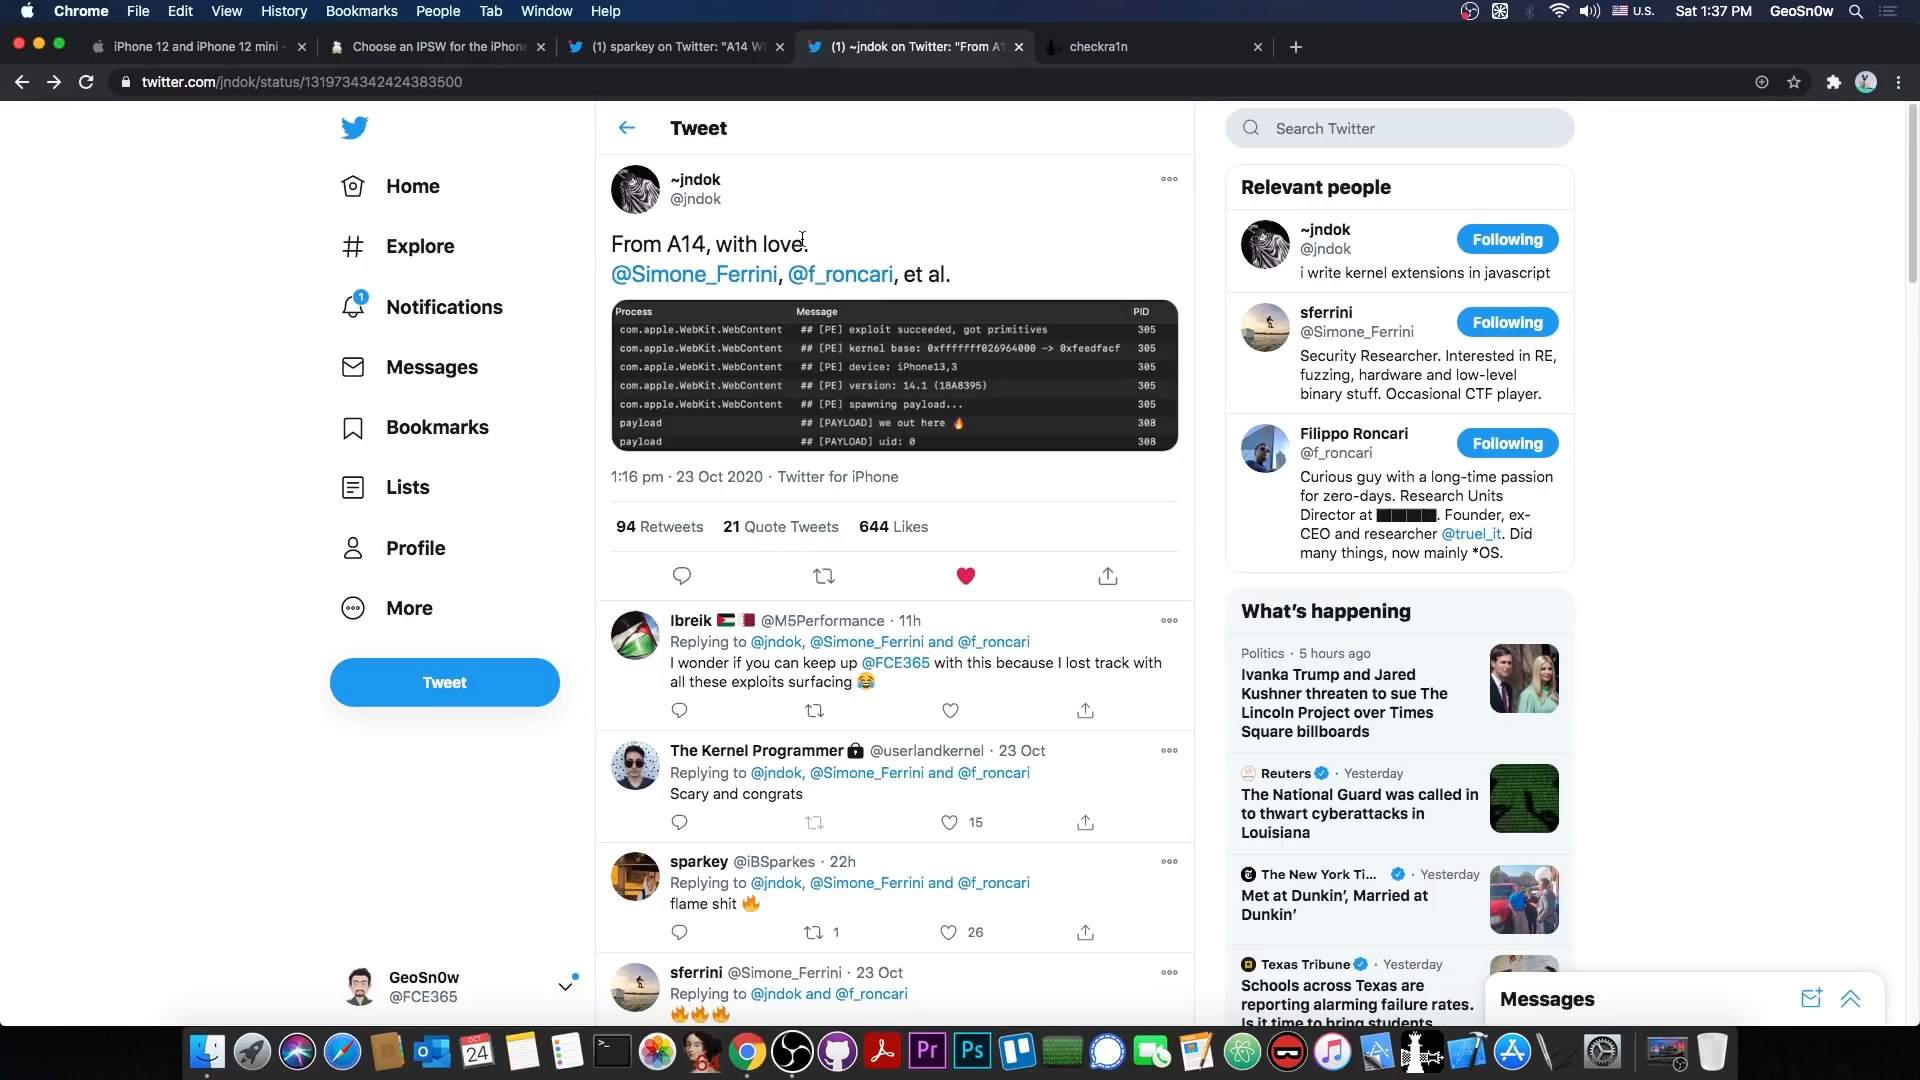 Chrome File Edit View History Bookmarks People Tab Window Help
U.S. Sat 1:37 PM GeoSn0w
iPhone 12 and iPhone 12 mini -
Choose an IPSW for the iPhone
(1) sparkey on Twitter: "A14 W
(1) ~jndok on Twitter: "From A1
checkra1n
twitter.com/jndok/status/1319734342424383500
Home
Explore
1
Notifications
Messages
Bookmarks
Lists
Profile
More
Tweet
GeoSn0w
@FCE365
Tweet
~jndok
@jndok
From A14, with love.
@Simone_Ferrini, @f_roncari, et al.
Process Message PID
com.apple.WebKit.WebContent ## [PE] exploit succeeded, got primitives 305
com.apple.WebKit.WebContent ## [PE] kernel base: 0xfffffff026964000 -> 0xfeedfacf 305
com.apple.WebKit.WebContent ## [PE] device: iPhone13,3 305
com.apple.WebKit.WebContent ## [PE] version: 14.1 (18A8395) 305
com.apple.WebKit.WebContent ## [PE] spawning payload... 305
payload ## [PAYLOAD] we out here 🔥 308
payload ## [PAYLOAD] uid: 0 308
1:16 pm · 23 Oct 2020 · Twitter for iPhone
94 Retweets 21 Quote Tweets 644 Likes
Ibreik 🇵🇸 🇶🇦 @M5Performance · 11h
Replying to @jndok, @Simone_Ferrini and @f_roncari
I wonder if you can keep up @FCE365 with this because I lost track with
all these exploits surfacing 😂
The Kernel Programmer @userlandkernel · 23 Oct
Replying to @jndok, @Simone_Ferrini and @f_roncari
Scary and congrats
15
sparkey @iBSparkes · 22h
Replying to @jndok, @Simone_Ferrini and @f_roncari
flame shit 🔥
1 26
sferrini @Simone_Ferrini · 23 Oct
Replying to @jndok and @f_roncari
🔥🔥🔥
Search Twitter
Relevant people
~jndok
@jndok
Following
i write kernel extensions in javascript
sferrini
@Simone_Ferrini
Following
Security Researcher. Interested in RE,
fuzzing, hardware and low-level
binary stuff. Occasional CTF player.
Filippo Roncari
@f_roncari
Following
Curious guy with a long-time passion
for zero-days. Research Units
Director at █████. Founder, ex-
CEO and researcher @truel_it. Did
many things, now mainly *OS.
What's happening
Politics · 5 hours ago
Ivanka Trump and Jared
Kushner threaten to sue The
Lincoln Project over Times
Square billboards
Reuters · Yesterday
The National Guard was called in
to thwart cyberattacks in
Louisiana
The New York Ti... · Yesterday
Met at Dunkin', Married at
Dunkin'
Texas Tribune · Yesterday
Schools across Texas are
reporting alarming failure rates.
Is it time to bring students
Messages
OCT
24
64
Pr
Ps